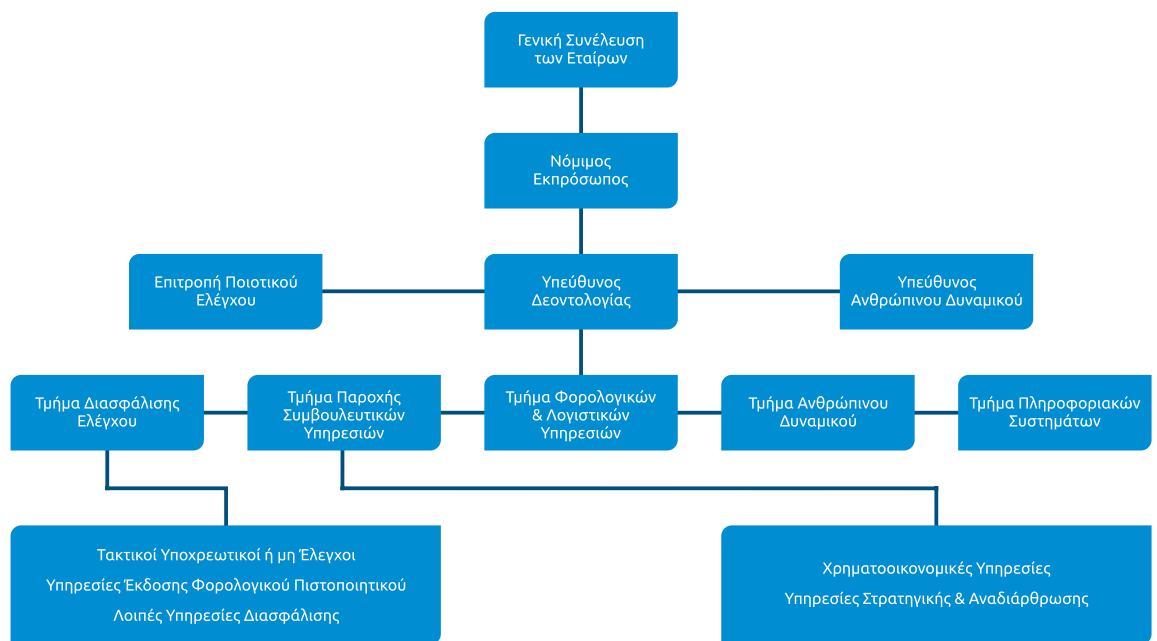 Γενική Συνέλευση
των Εταίρων
Νόμιμος
Εκπρόσωπος
Επιτροπή Ποιοτικού
Ελέγχου
Υπεύθυνος
Δεοντολογίας
Υπεύθυνος
Ανθρώπινου Δυναμικού
Τμήμα Διασφάλισης
Ελέγχου
Τμήμα Παροχής
Συμβουλευτικών
Υπηρεσιών
Τμήμα Φορολογικών
& Λογιστικών
Υπηρεσιών
Τμήμα Ανθρώπινου
Δυναμικού
Τμήμα Πληροφοριακών
Συστημάτων
Τακτικοί Υποχρεωτικοί ή μη Έλεγχοι
Υπηρεσίες Έκδοσης Φορολογικού Πιστοποιητικού
Λοιπές Υπηρεσίες Διασφάλισης
Χρηματοοικονομικές Υπηρεσίες
Υπηρεσίες Στρατηγικής & Αναδιάρθρωσης